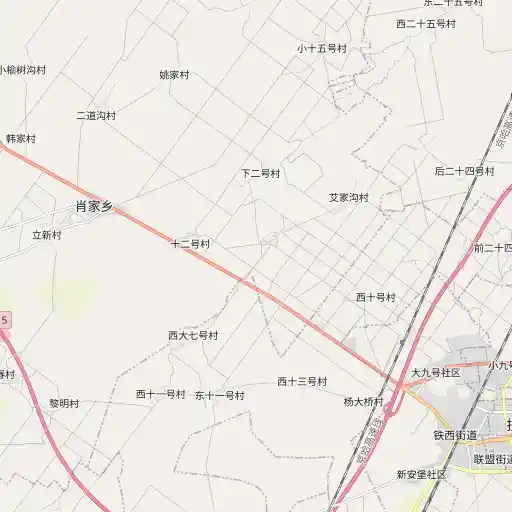 东二十五号村
西二十五号村
小十五号村
小榆树沟村
姚家村
二道沟村
韩家村
下二号村
后二十四号村
艾家沟村
肖家乡
立新村
十二号村
前二十四
西十号村
5
西大七号村
小九号
大九号社区
春村
西十三号村
西十一号村
东十一号村
黎明村
杨大桥村
铁西街道
联盟街道
新安堡社区